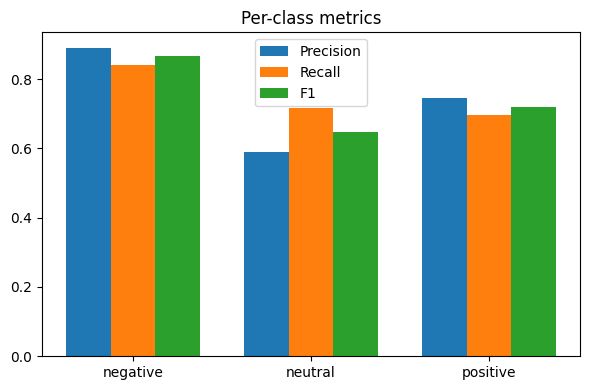 Per-class metrics
Precision
Recall
F1
0.8
0.6
0.4
0.2
0.0
negative neutral positive